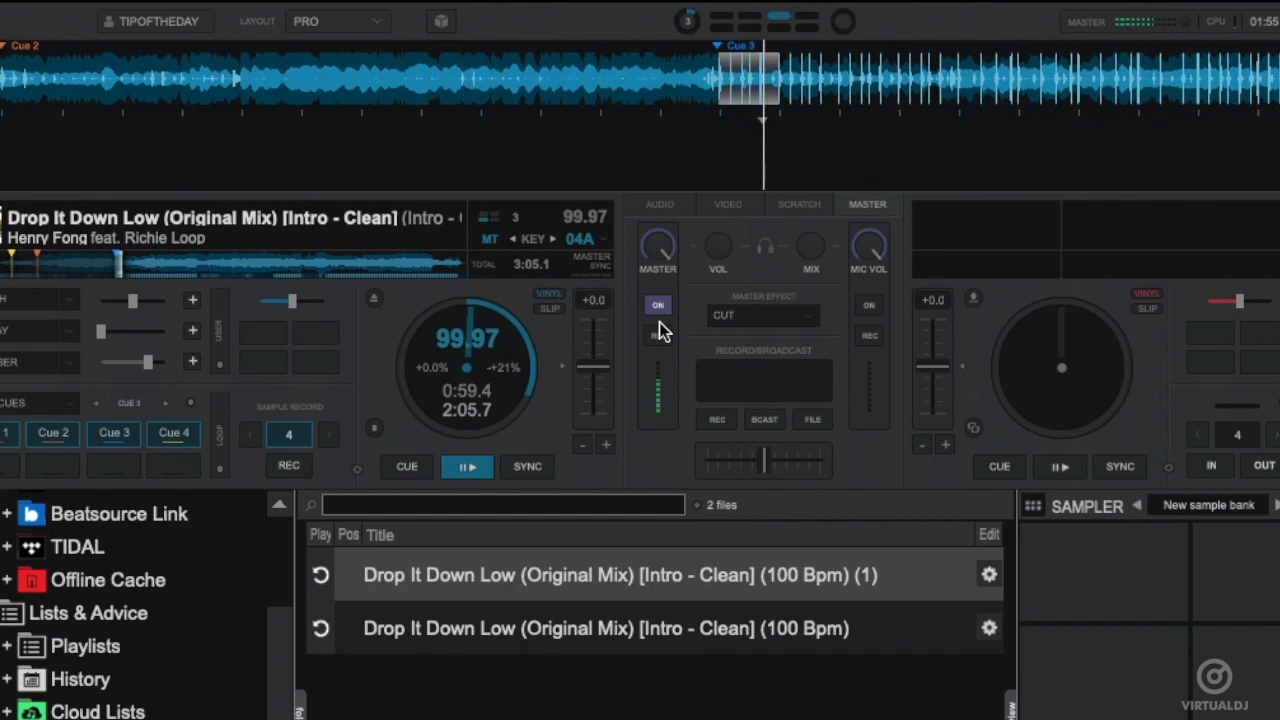 TIPOFTHEDAY LAYOUT PRO 3 MASTER CPU 01:55
Cue 2 Cue 3
Drop It Down Low (Original Mix) [Intro - Clean] (Intro -
Henry Fong feat. Richie Loop
3 99.97
MT KEY 04A
TOTAL 3:05.1 MASTER SYNC
AUDIO VIDEO SCRATCH MASTER
MASTER VOL MIX MIC VOL
ON MASTER EFFECT ON
CUT
REC
RECORD/BROADCAST
REC BCAST FILE
H
AY
SER
USER
VINYL
SLIP
+0.0
99.97
+0.0% -+21%
0:59.4
2:05.7
CUES CUE 3
1 Cue 2 Cue 3 Cue 4
LOOP
SAMPLE RECORD
4
REC
CUE SYNC
- +
+0.0
VINYL
SLIP
- +
CUE SYNC
4
IN OUT
Beatsource Link
TIDAL
Offline Cache
Lists & Advice
Playlists
History
Cloud Lists
2 files
Play Pos Title Edit
Drop It Down Low (Original Mix) [Intro - Clean] (100 Bpm) (1)
Drop It Down Low (Original Mix) [Intro - Clean] (100 Bpm)
SAMPLER New sample bank
VIRTUALDJ